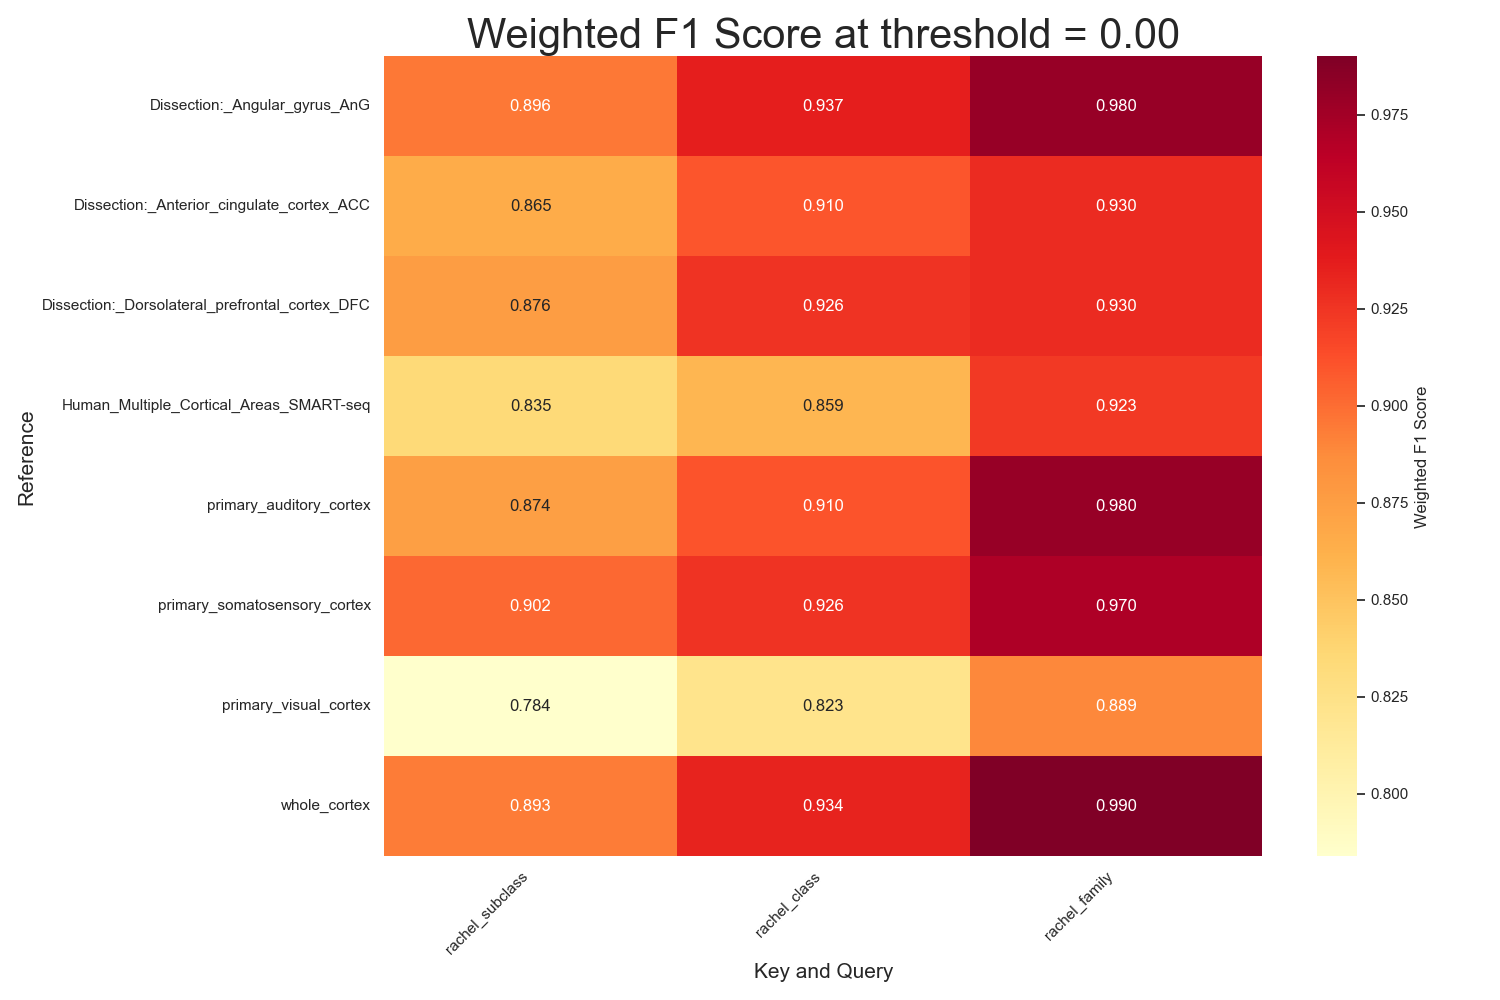 Weighted F1 Score at threshold = 0.00
Reference
Dissection:_Angular_gyrus_AnG 0.896 0.937 0.980
Dissection:_Anterior_cingulate_cortex_ACC 0.865 0.910 0.930
Dissection:_Dorsolateral_prefrontal_cortex_DFC 0.876 0.926 0.930
Human_Multiple_Cortical_Areas_SMART-seq 0.835 0.859 0.923
primary_auditory_cortex 0.874 0.910 0.980
primary_somatosensory_cortex 0.902 0.926 0.970
primary_visual_cortex 0.784 0.823 0.889
whole_cortex 0.893 0.934 0.990
rachel_subclass rachel_class rachel_family
Key and Query
0.975
0.950
0.925
0.900
0.875
0.850
0.825
0.800
Weighted F1 Score